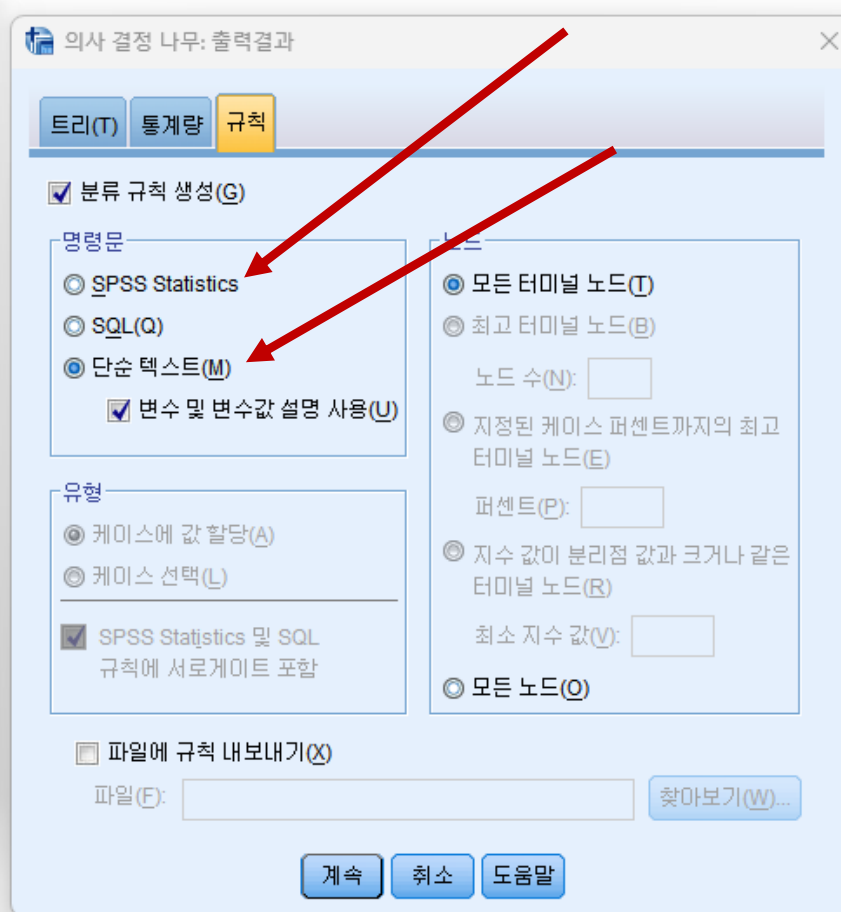 의사 결정 나무: 출력결과
트리(T) 통계량 규칙
분류 규칙 생성(G)
명령문
SPSS Statistics
SQL(Q)
단순 텍스트(M)
변수 및 변수값 설명 사용(U)
유형
케이스에 값 할당(A)
케이스 선택(L)
SPSS Statistics 및 SQL
규칙에 서로게이트 포함
노드
모든 터미널 노드(T)
최고 터미널 노드(B)
노드 수(N):
지정된 케이스 퍼센트까지의 최고
터미널 노드(E)
퍼센트(P):
지수 값이 분리점 값과 크거나 같은
터미널 노드(R)
최소 지수 값(V):
모든 노드(O)
파일에 규칙 내보내기(X)
파일(F):
찾아보기(W)...
계속 취소 도움말